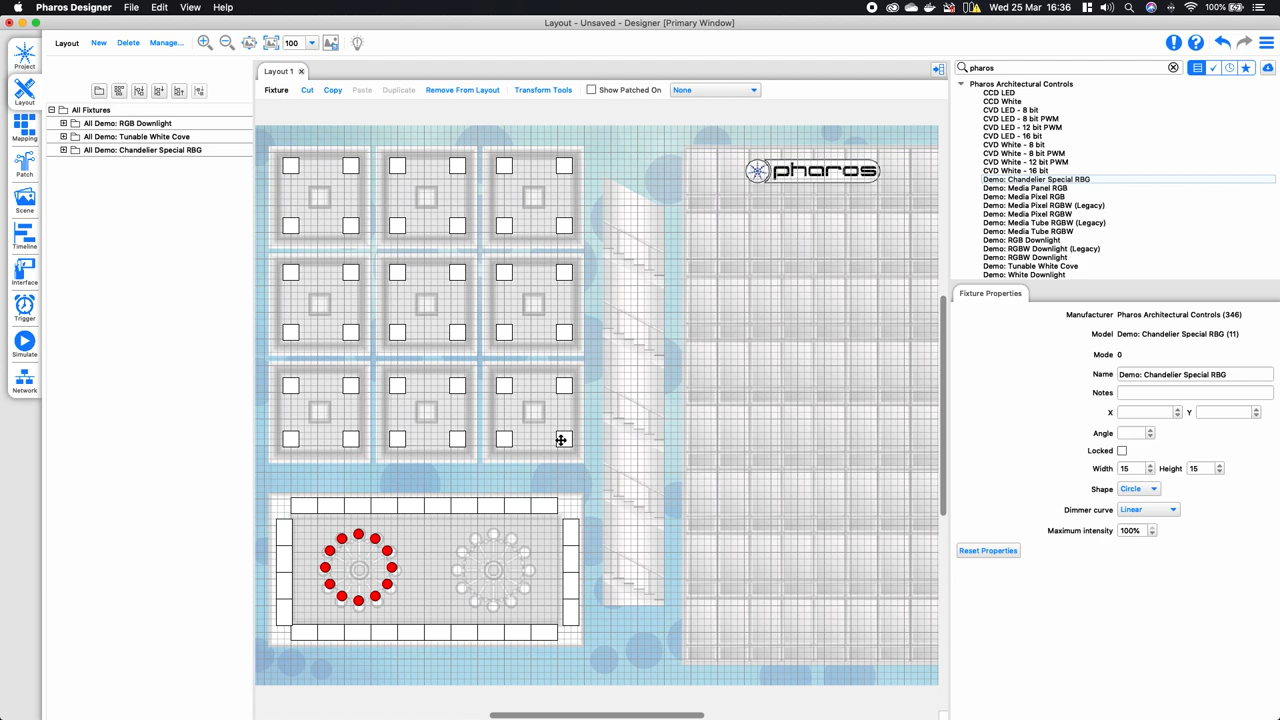 Pharos Designer File Edit View Help 100% Wed 25 Mar 16:36
Layout - Unsaved - Designer [Primary Window]
Project
Layout
Mapping
Patch
Scene
Timeline
Interface
Trigger
Simulate
Network
Layout New Delete Manage... 100
All Fixtures
All Demo: RGB Downlight
All Demo: Tunable White Cove
All Demo: Chandelier Special RBG
Layout 1
Fixture Cut Copy Paste Duplicate Remove From Layout Transform Tools Show Patched On None
pharos
pharos
Pharos Architectural Controls
CCD LED
CCD White
CVD LED - 8 bit
CVD LED - 8 bit PWM
CVD LED - 12 bit PWM
CVD LED - 16 bit
CVD White - 8 bit
CVD White - 8 bit PWM
CVD White - 12 bit PWM
CVD White - 16 bit
Demo: Chandelier Special RBG
Demo: Media Panel RGB
Demo: Media Pixel RGB
Demo: Media Pixel RGBW (Legacy)
Demo: Media Pixel RGBW
Demo: Media Tube RGBW (Legacy)
Demo: Media Tube RGBW
Demo: RGB Downlight
Demo: RGBW Downlight (Legacy)
Demo: RGBW Downlight
Demo: Tunable White Cove
Demo: White Downlight
Fixture Properties
Manufacturer Pharos Architectural Controls (346)
Model Demo: Chandelier Special RBG (11)
Mode 0
Name Demo: Chandelier Special RBG
Notes
X Y
Angle
Locked
Width 15 Height 15
Shape Circle
Dimmer curve Linear
Maximum intensity 100%
Reset Properties